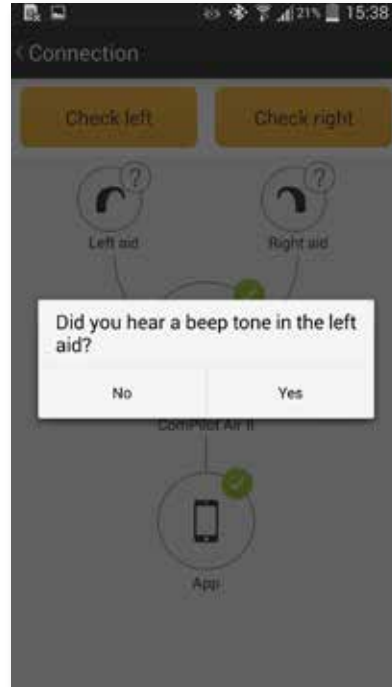 21% 15:38
< Connection
Check left Check right
? ?
Left aid Right aid
Did you hear a beep tone in the left
aid?
No Yes
ComPilot Air II
App